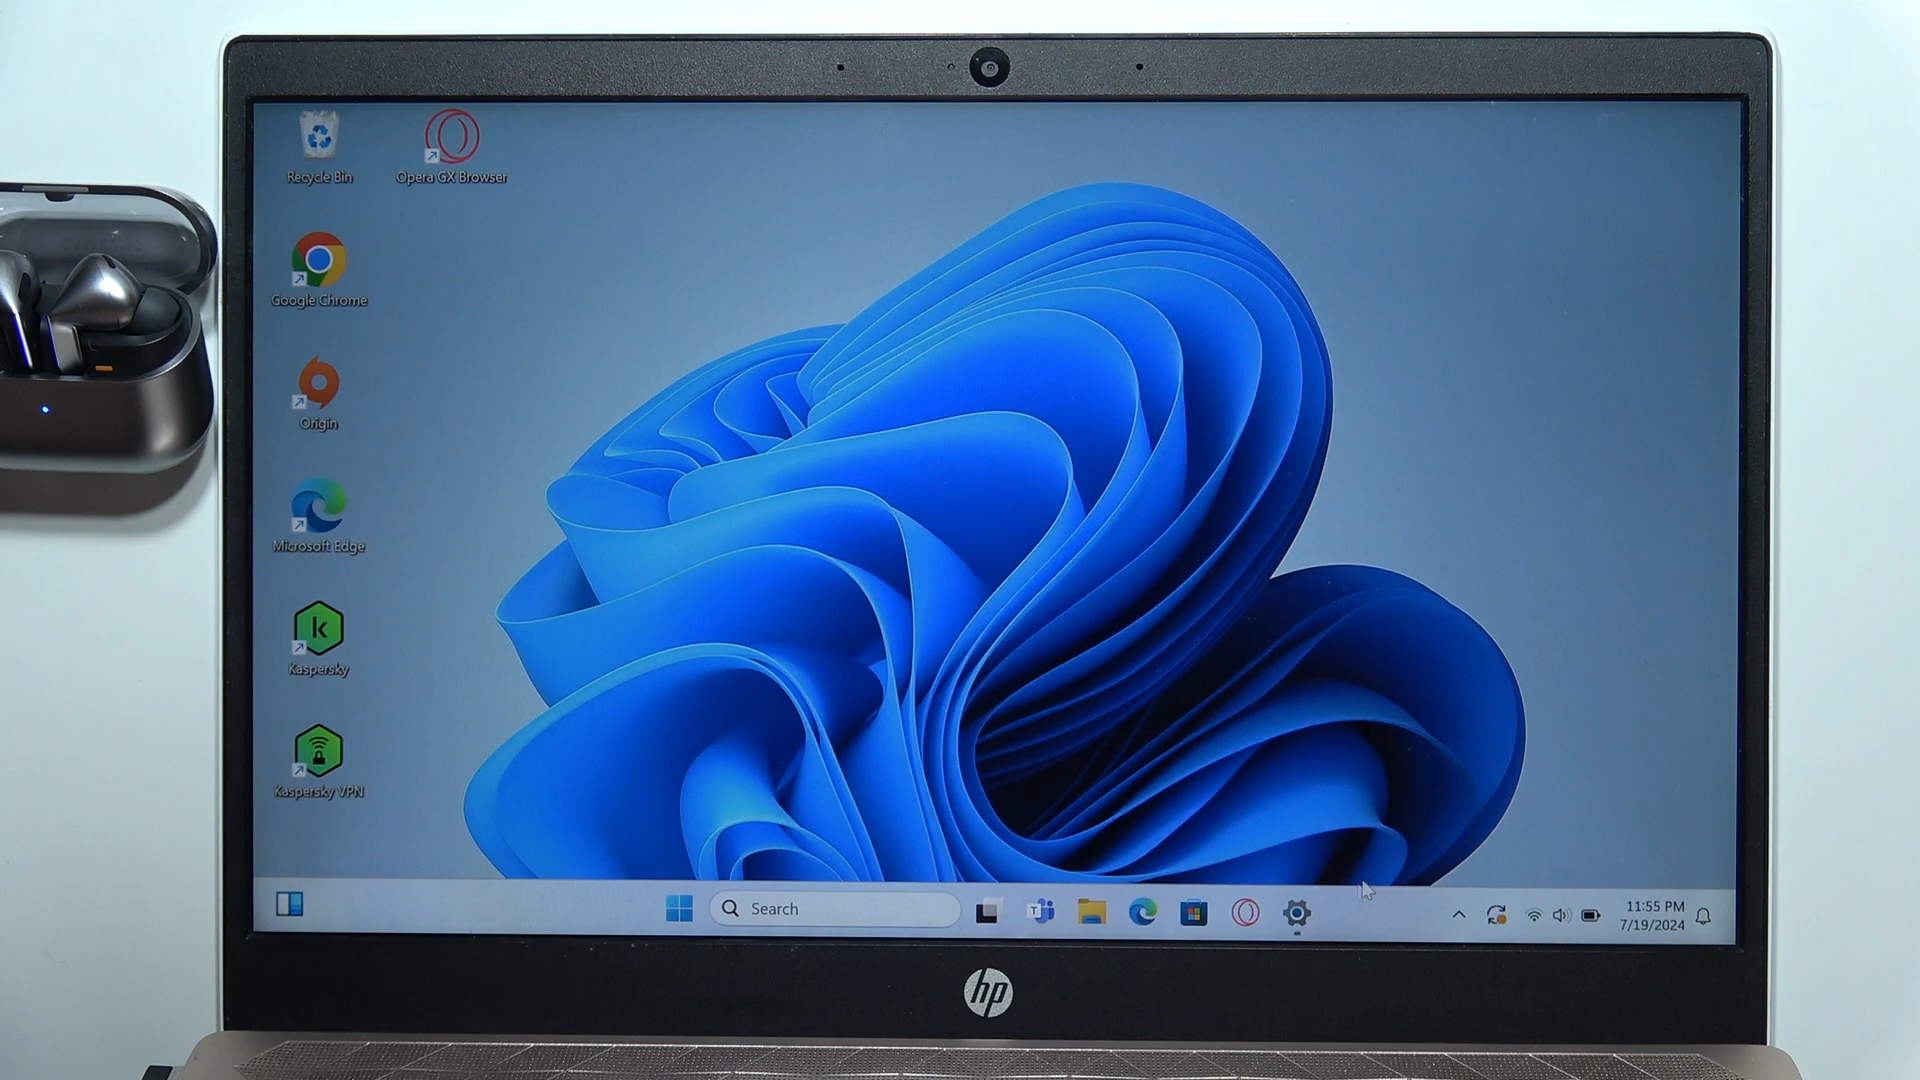 Recycle Bin
Opera GX Browser
Google Chrome
Origin
Microsoft Edge
k
Kaspersky
Kaspersky VPN
Search
T
11:55 PM
7/19/2024
hp